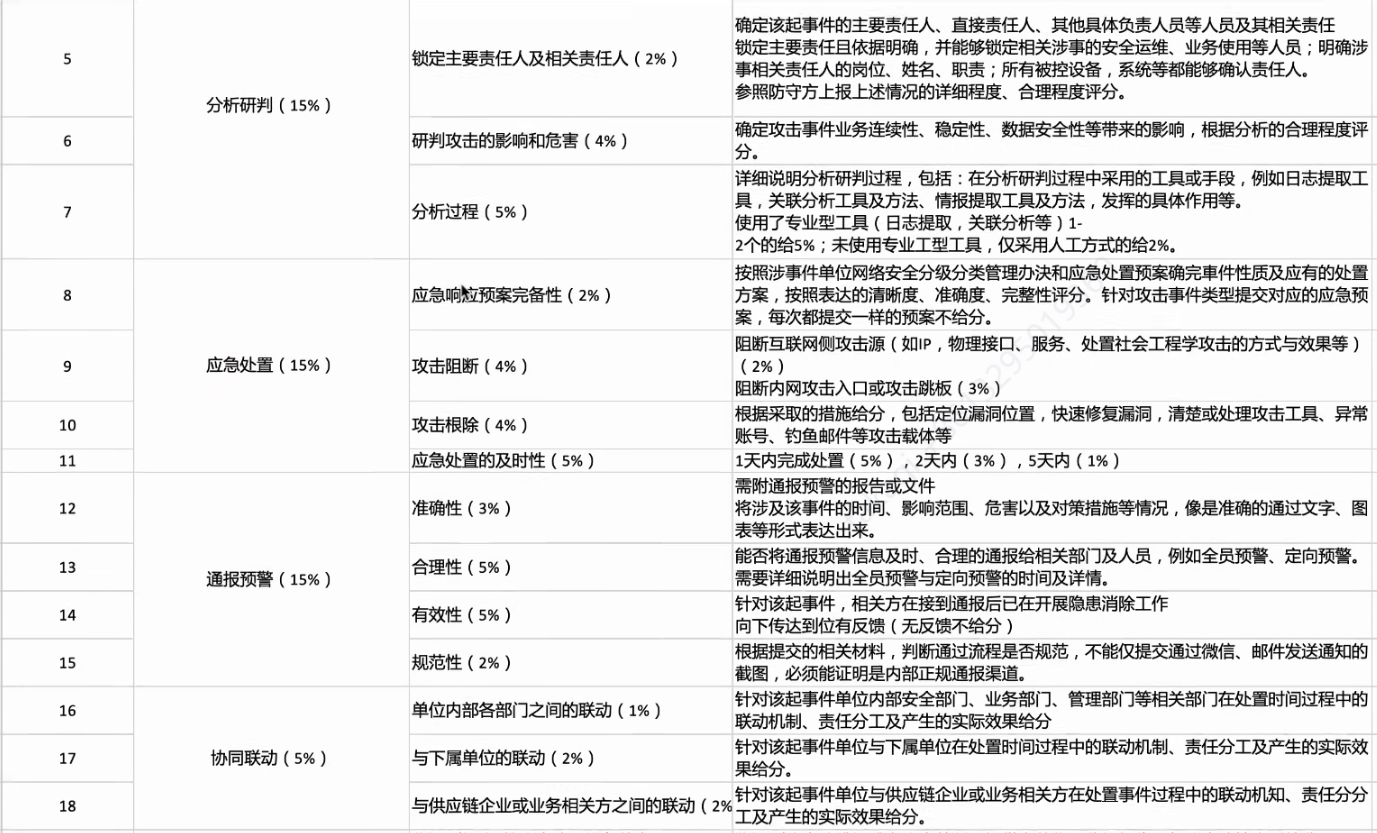 确定该起事件的主要责任人、直接责任人、其他具体负责人员等人员及其相关责任
锁定主要责任且依据明确，并能够锁定相关涉事的安全运维、业务使用等人员；明确涉
事相关责任人的岗位、姓名、职责；所有被控设备，系统等都能够确认责任人。
参照防守方上报上述情况的详细程度、合理程度评分。
5
锁定主要责任人及相关责任人（2%）
分析研判（15%）
6
研判攻击的影响和危害（4%）
确定攻击事件业务连续性、稳定性、数据安全性等带来的影响，根据分析的合理程度评
分。
7
分析过程（5%）
详细说明分析研判过程，包括：在分析研判过程中采用的工具或手段，例如日志提取工
具，关联分析工具及方法、情报提取工具及方法，发挥的具体作用等。
使用了专业型工具（日志提取，关联分析等）1-
2个的给5%；未使用专业工型工具，仅采用人工方式的给2%。
8
应急响应预案完备性（2%）
按照涉事件单位网络安全分级分类管理办决和应急处置预案确完車件性质及应有的处置
方案，按照表达的清晰度、准确度、完整性评分。针对攻击事件类型提交对应的应急预
案，每次都提交一样的预案不给分。
应急处置（15%）
9
攻击阻断（4%）
阻断互联网侧攻击源（如IP，物理接口、服务、处置社会工程学攻击的方式与效果等）
（2%）
阻断内网攻击入口或攻击跳板（3%）
10
攻击根除（4%）
根据采取的措施给分，包括定位漏洞位置，快速修复漏洞，清楚或处理攻击工具、异常
账号、钓鱼邮件等攻击载体等
11
应急处置的及时性（5%）
1天内完成处置（5%），2天内（3%），5天内（1%）
12
准确性（3%）
需附通报预警的报告或文件
将涉及该事件的时间、影响范围、危害以及对策措施等情况，像是准确的通过文字、图
表等形式表达出来。
通报预警（15%）
13
合理性（5%）
能否将通报预警信息及时、合理的通报给相关部门及人员，例如全员预警、定向预警。
需要详细说明出全员预警与定向预警的时间及详情。
14
有效性（5%）
针对该起事件，相关方在接到通报后已在开展隐患消除工作
向下传达到位有反馈（无反馈不给分）
15
规范性（2%）
根据提交的相关材料，判断通过流程是否规范，不能仅提交通过微信、邮件发送通知的
截图，必须能证明是内部正规通报渠道。
16
单位内部各部门之间的联动（1%）
针对该起事件单位内部安全部门、业务部门、管理部门等相关部门在处置时间过程中的
联动机制、责任分工及产生的实际效果给分
协同联动（5%）
17
与下属单位的联动（2%）
针对该起事件单位与下属单位在处置时间过程中的联动机制、责任分工及产生的实际效
果给分。
18
与供应链企业或业务相关方之间的联动（2%
针对该起事件单位与供应链企业或业务相关方在处置事件过程中的联动机知、责任分分
工及产生的实际效果给分。